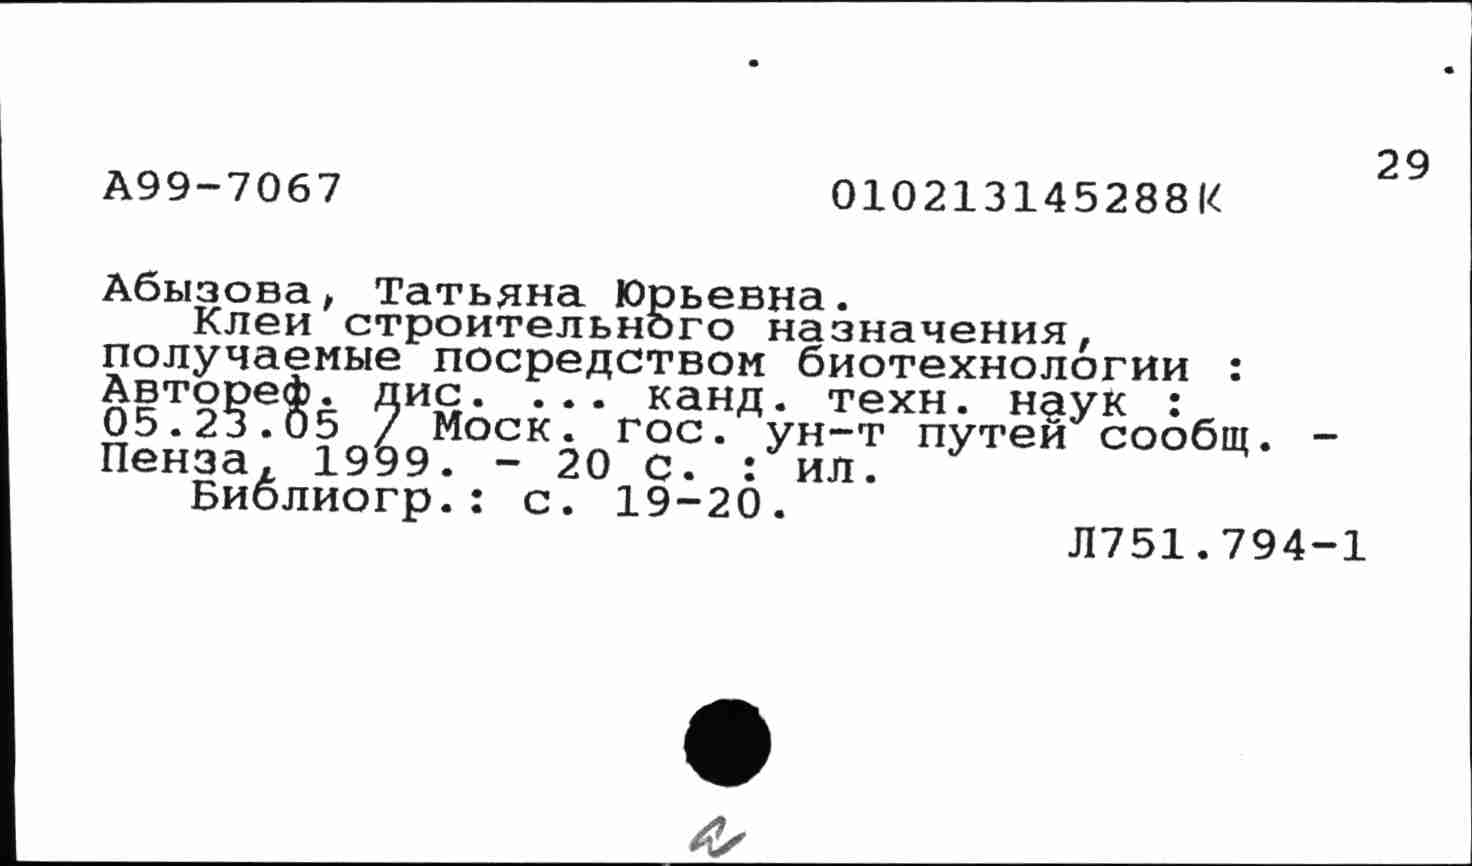 29
А99-7067 010213145288К
Абызова, Татьяна Юрьевна.
Клеи строительного назначения,
получаемые посредством биотехнологии :
Автореф. дис. ... канд. техн. наук :
05.23.05 / Моск. гос. ун-т путей сообщ. -
Пенза, 1999. - 20 с. : ил.
Библиогр.: с. 19-20.
Л751.794-1